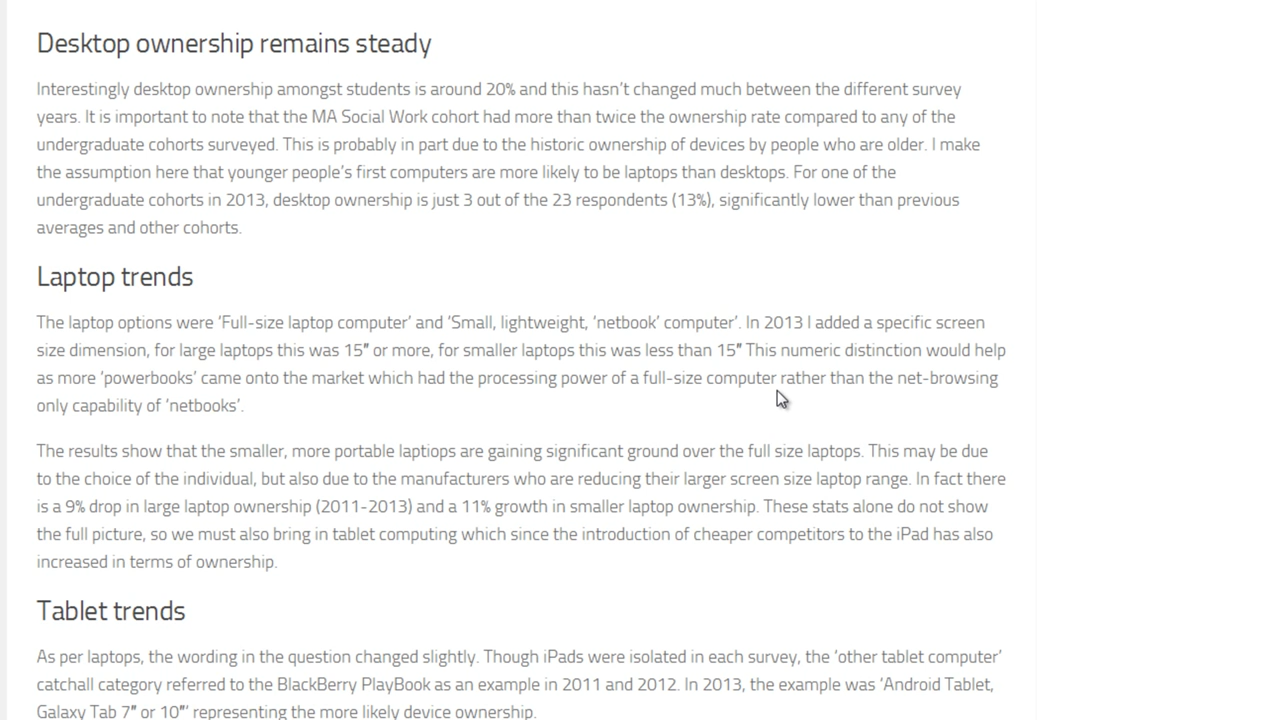 Desktop ownership remains steady
Interestingly desktop ownership amongst students is around 20% and this hasn't changed much between the different survey
years. It is important to note that the MA Social Work cohort had more than twice the ownership rate compared to any of the
undergraduate cohorts surveyed. This is probably in part due to the historic ownership of devices by people who are older. I make
the assumption here that younger people's first computers are more likely to be laptops than desktops. For one of the
undergraduate cohorts in 2013, desktop ownership is just 3 out of the 23 respondents (13%), significantly lower than previous
averages and other cohorts.
Laptop trends
The laptop options were ‘Full-size laptop computer’ and ‘Small, lightweight, ‘netbook’ computer’. In 2013 I added a specific screen
size dimension, for large laptops this was 15″ or more, for smaller laptops this was less than 15″ This numeric distinction would help
as more ‘powerbooks’ came onto the market which had the processing power of a full-size computer rather than the net-browsing
only capability of ‘netbooks’.
The results show that the smaller, more portable laptiops are gaining significant ground over the full size laptops. This may be due
to the choice of the individual, but also due to the manufacturers who are reducing their larger screen size laptop range. In fact there
is a 9% drop in large laptop ownership (2011-2013) and a 11% growth in smaller laptop ownership. These stats alone do not show
the full picture, so we must also bring in tablet computing which since the introduction of cheaper competitors to the iPad has also
increased in terms of ownership.
Tablet trends
As per laptops, the wording in the question changed slightly. Though iPads were isolated in each survey, the ‘other tablet computer’
catchall category referred to the BlackBerry PlayBook as an example in 2011 and 2012. In 2013, the example was ‘Android Tablet,
Galaxy Tab 7″ or 10″‘ representing the more likely device ownership.